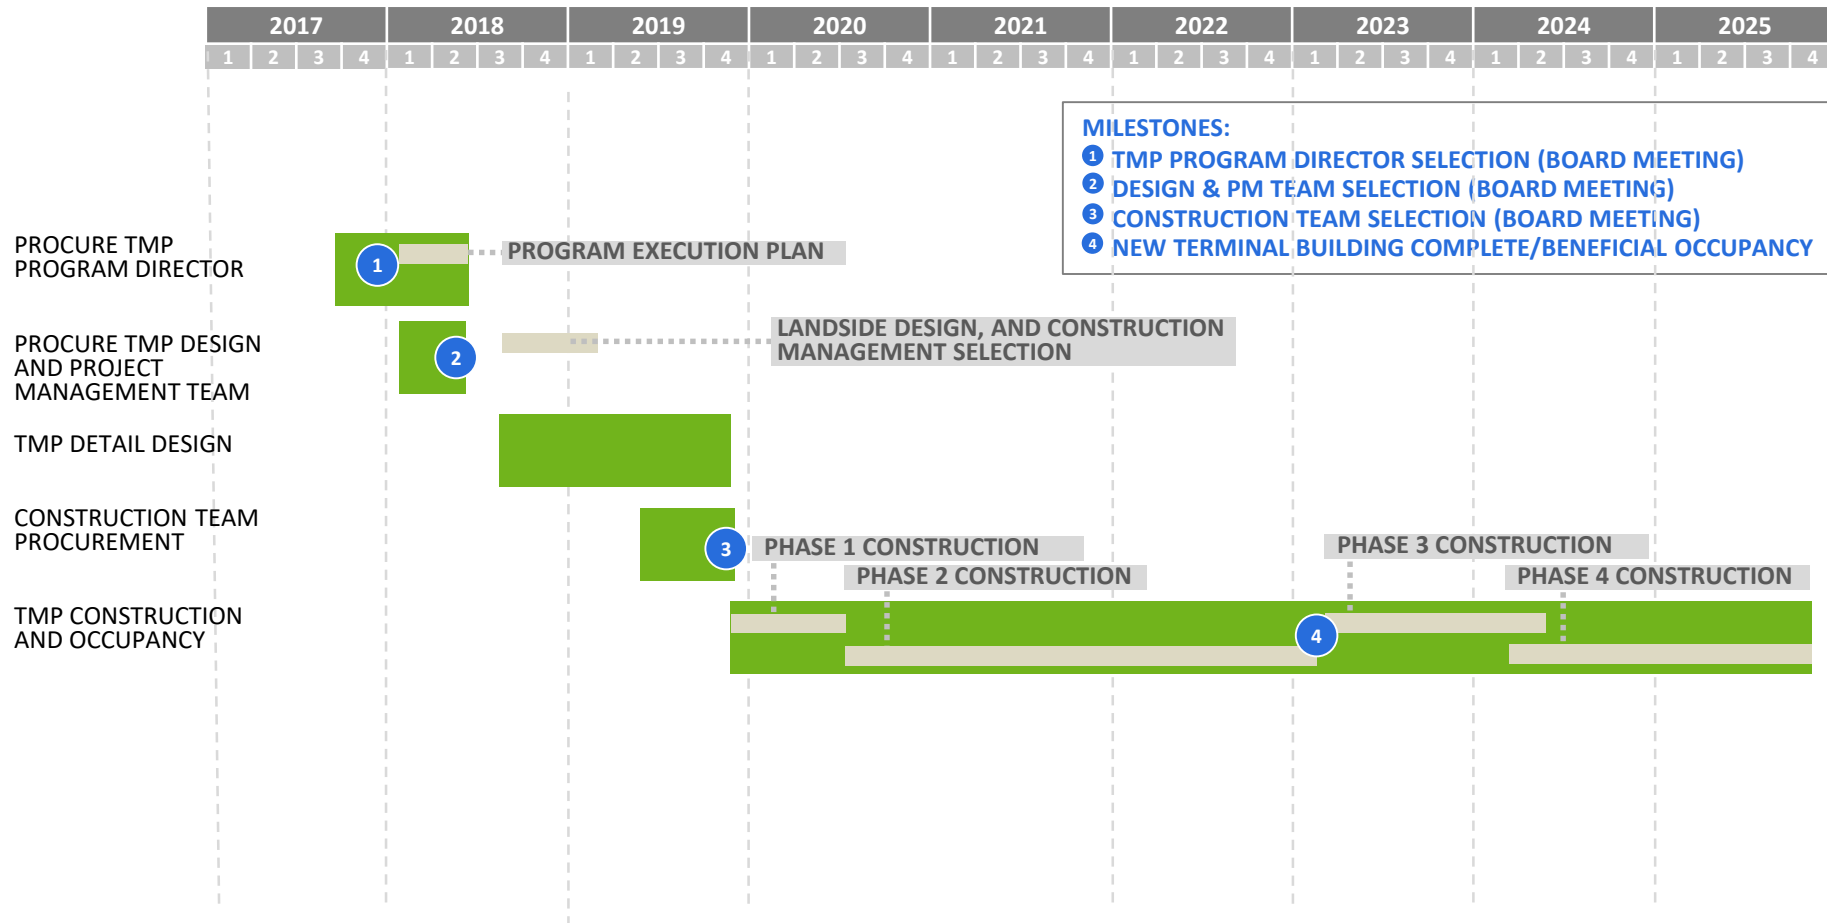 2017 2018 2019 2020 2021 2022 2023 2024 2025
1 2 3 4 1 2 3 4 1 2 3 4 1 2 3 4 1 2 3 4 1 2 3 4 1 2 3 4 1 2 3 4 1 2 3 4
MILESTONES:
1 TMP PROGRAM DIRECTOR SELECTION (BOARD MEETING)
2 DESIGN & PM TEAM SELECTION (BOARD MEETING)
3 CONSTRUCTION TEAM SELECTION (BOARD MEETING)
4 NEW TERMINAL BUILDING COMPLETE/BENEFICIAL OCCUPANCY
PROCURE TMP
PROGRAM DIRECTOR
1
PROGRAM EXECUTION PLAN
PROCURE TMP DESIGN
AND PROJECT
MANAGEMENT TEAM
2
LANDSIDE DESIGN, AND CONSTRUCTION
MANAGEMENT SELECTION
TMP DETAIL DESIGN
CONSTRUCTION TEAM
PROCUREMENT
3
PHASE 1 CONSTRUCTION
PHASE 2 CONSTRUCTION
PHASE 3 CONSTRUCTION
PHASE 4 CONSTRUCTION
TMP CONSTRUCTION
AND OCCUPANCY
4